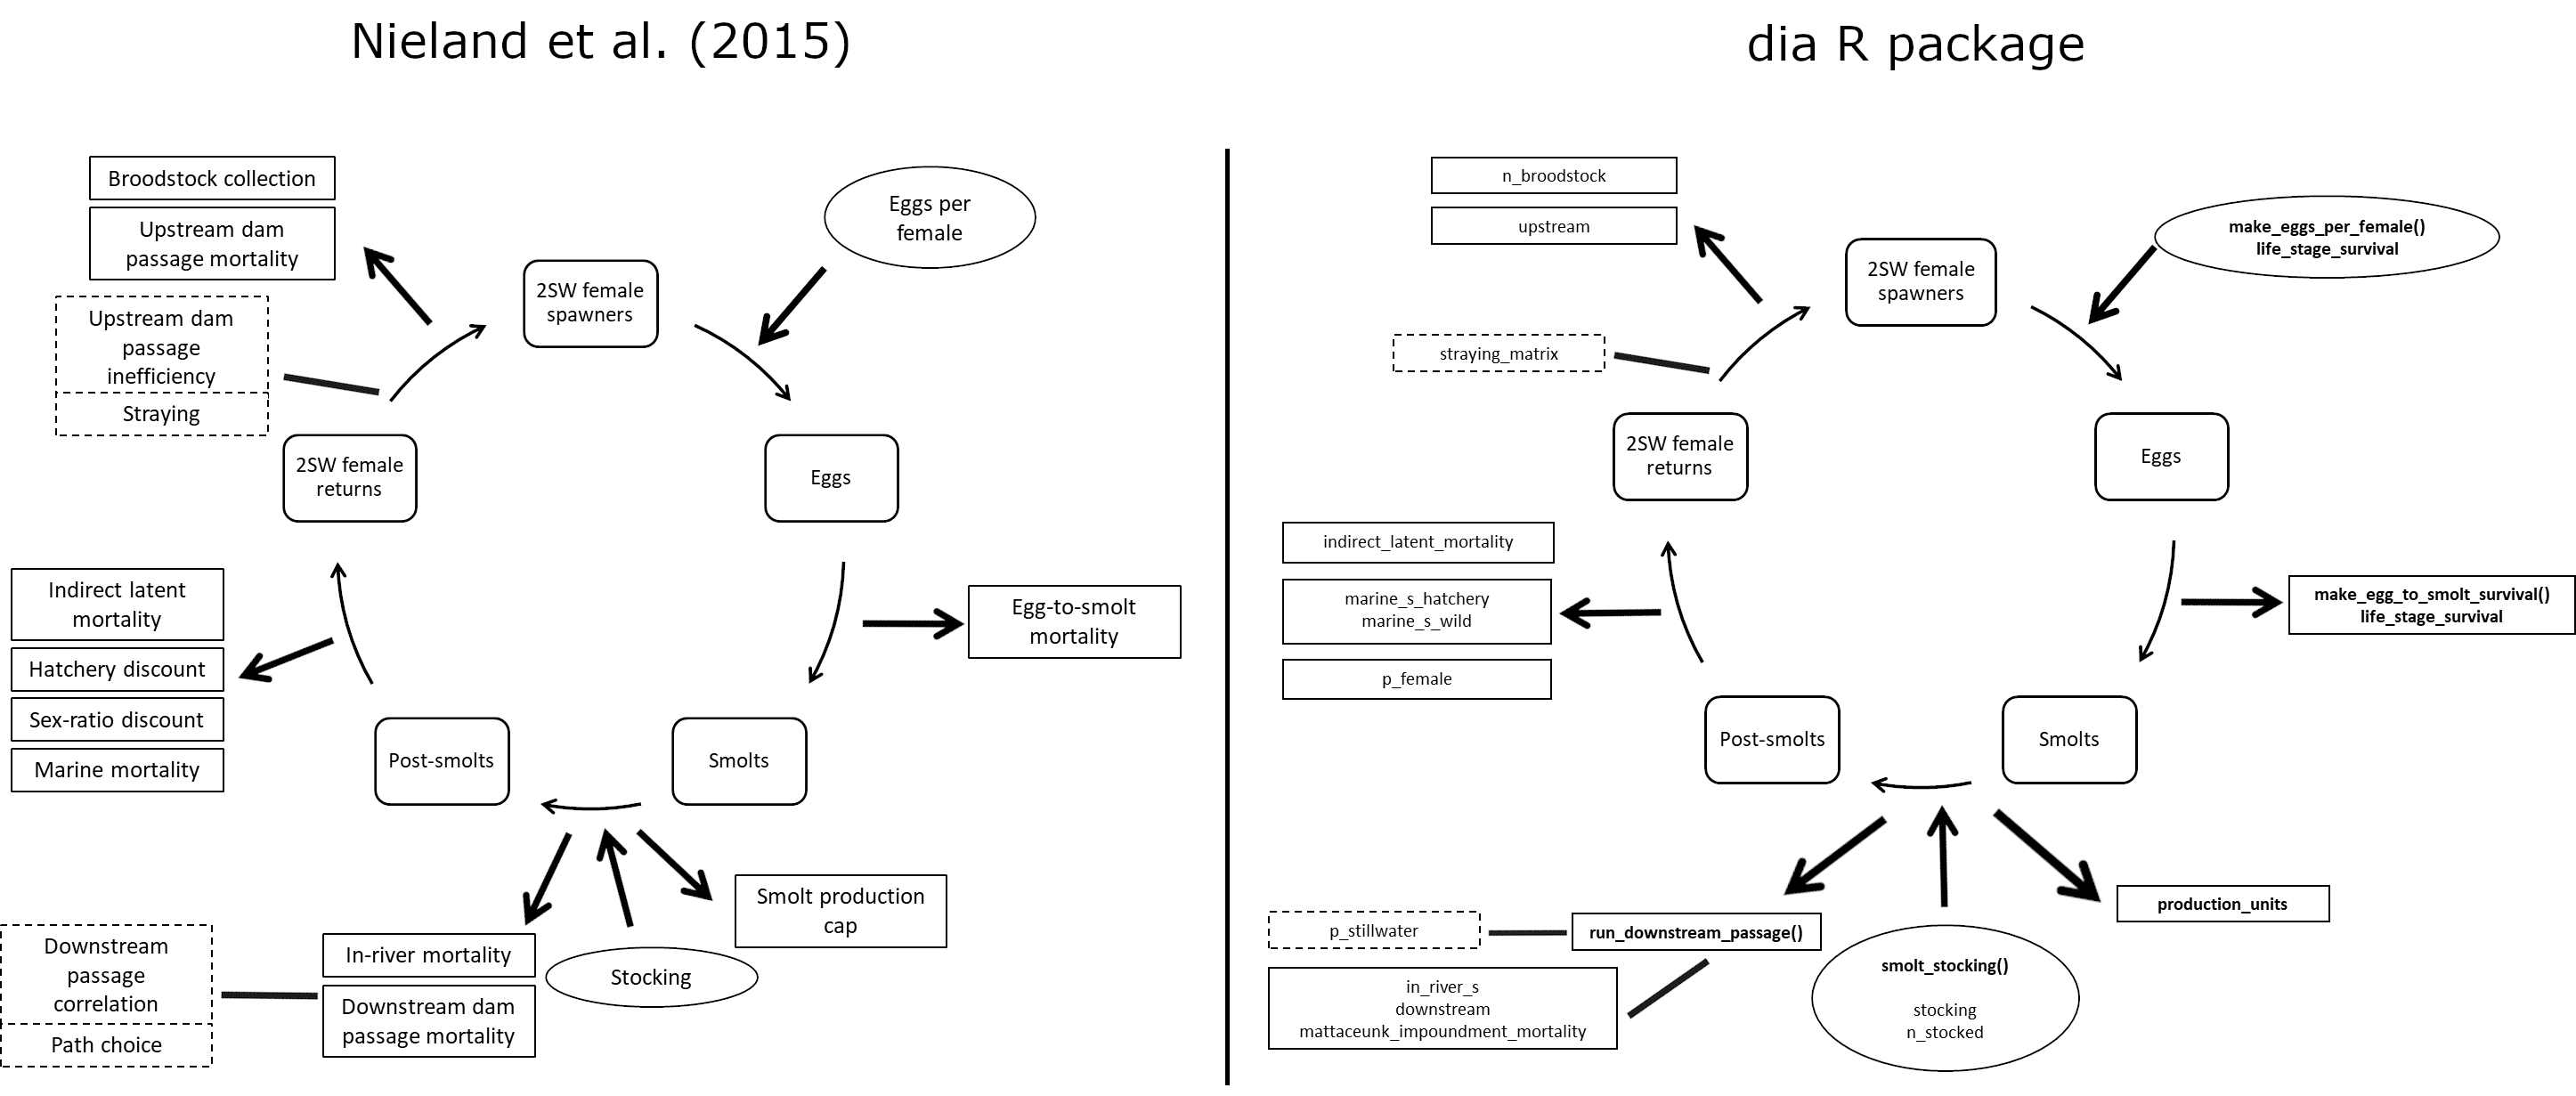 Nieland et al. (2015)
Broodstock collection
Upstream dam
passage mortality
Upstream dam
passage
inefficiency
Straying
Eggs per
female
2SW female
spawners
2SW female
returns
Eggs
Indirect latent
mortality
Hatchery discount
Sex-ratio discount
Marine mortality
Egg-to-smolt
mortality
Post-smolts
Smolts
Smolt production
cap
Stocking
In-river mortality
Downstream dam
passage mortality
Downstream
passage
correlation
Path choice
dia R package
n_broodstock
upstream
straying_matrix
make_eggs_per_female()
life_stage_survival
2SW female
spawners
2SW female
returns
Eggs
indirect_latent_mortality
marine_s_hatchery
marine_s_wild
p_female
make_egg_to_smolt_survival()
life_stage_survival
Post-smolts
Smolts
production_units
p_stillwater
run_downstream_passage()
in_river_s
downstream
mattaceunk_impoundment_mortality
smolt_stocking()
stocking
n_stocked